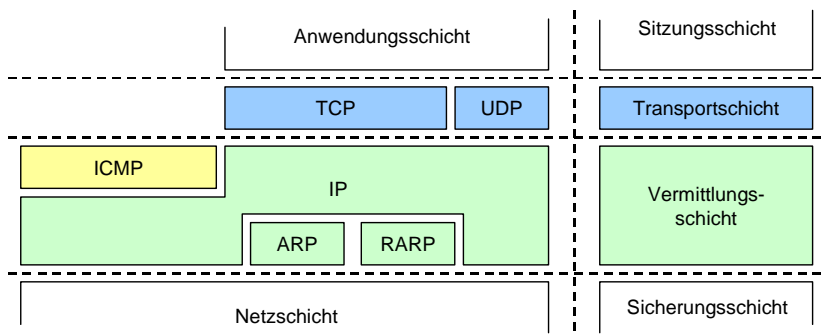 Anwendungsschicht
Sitzungsschicht
TCP
UDP
Transportschicht
ICMP
IP
Vermittlungs-
schicht
ARP
RARP
Netzschicht
Sicherungsschicht